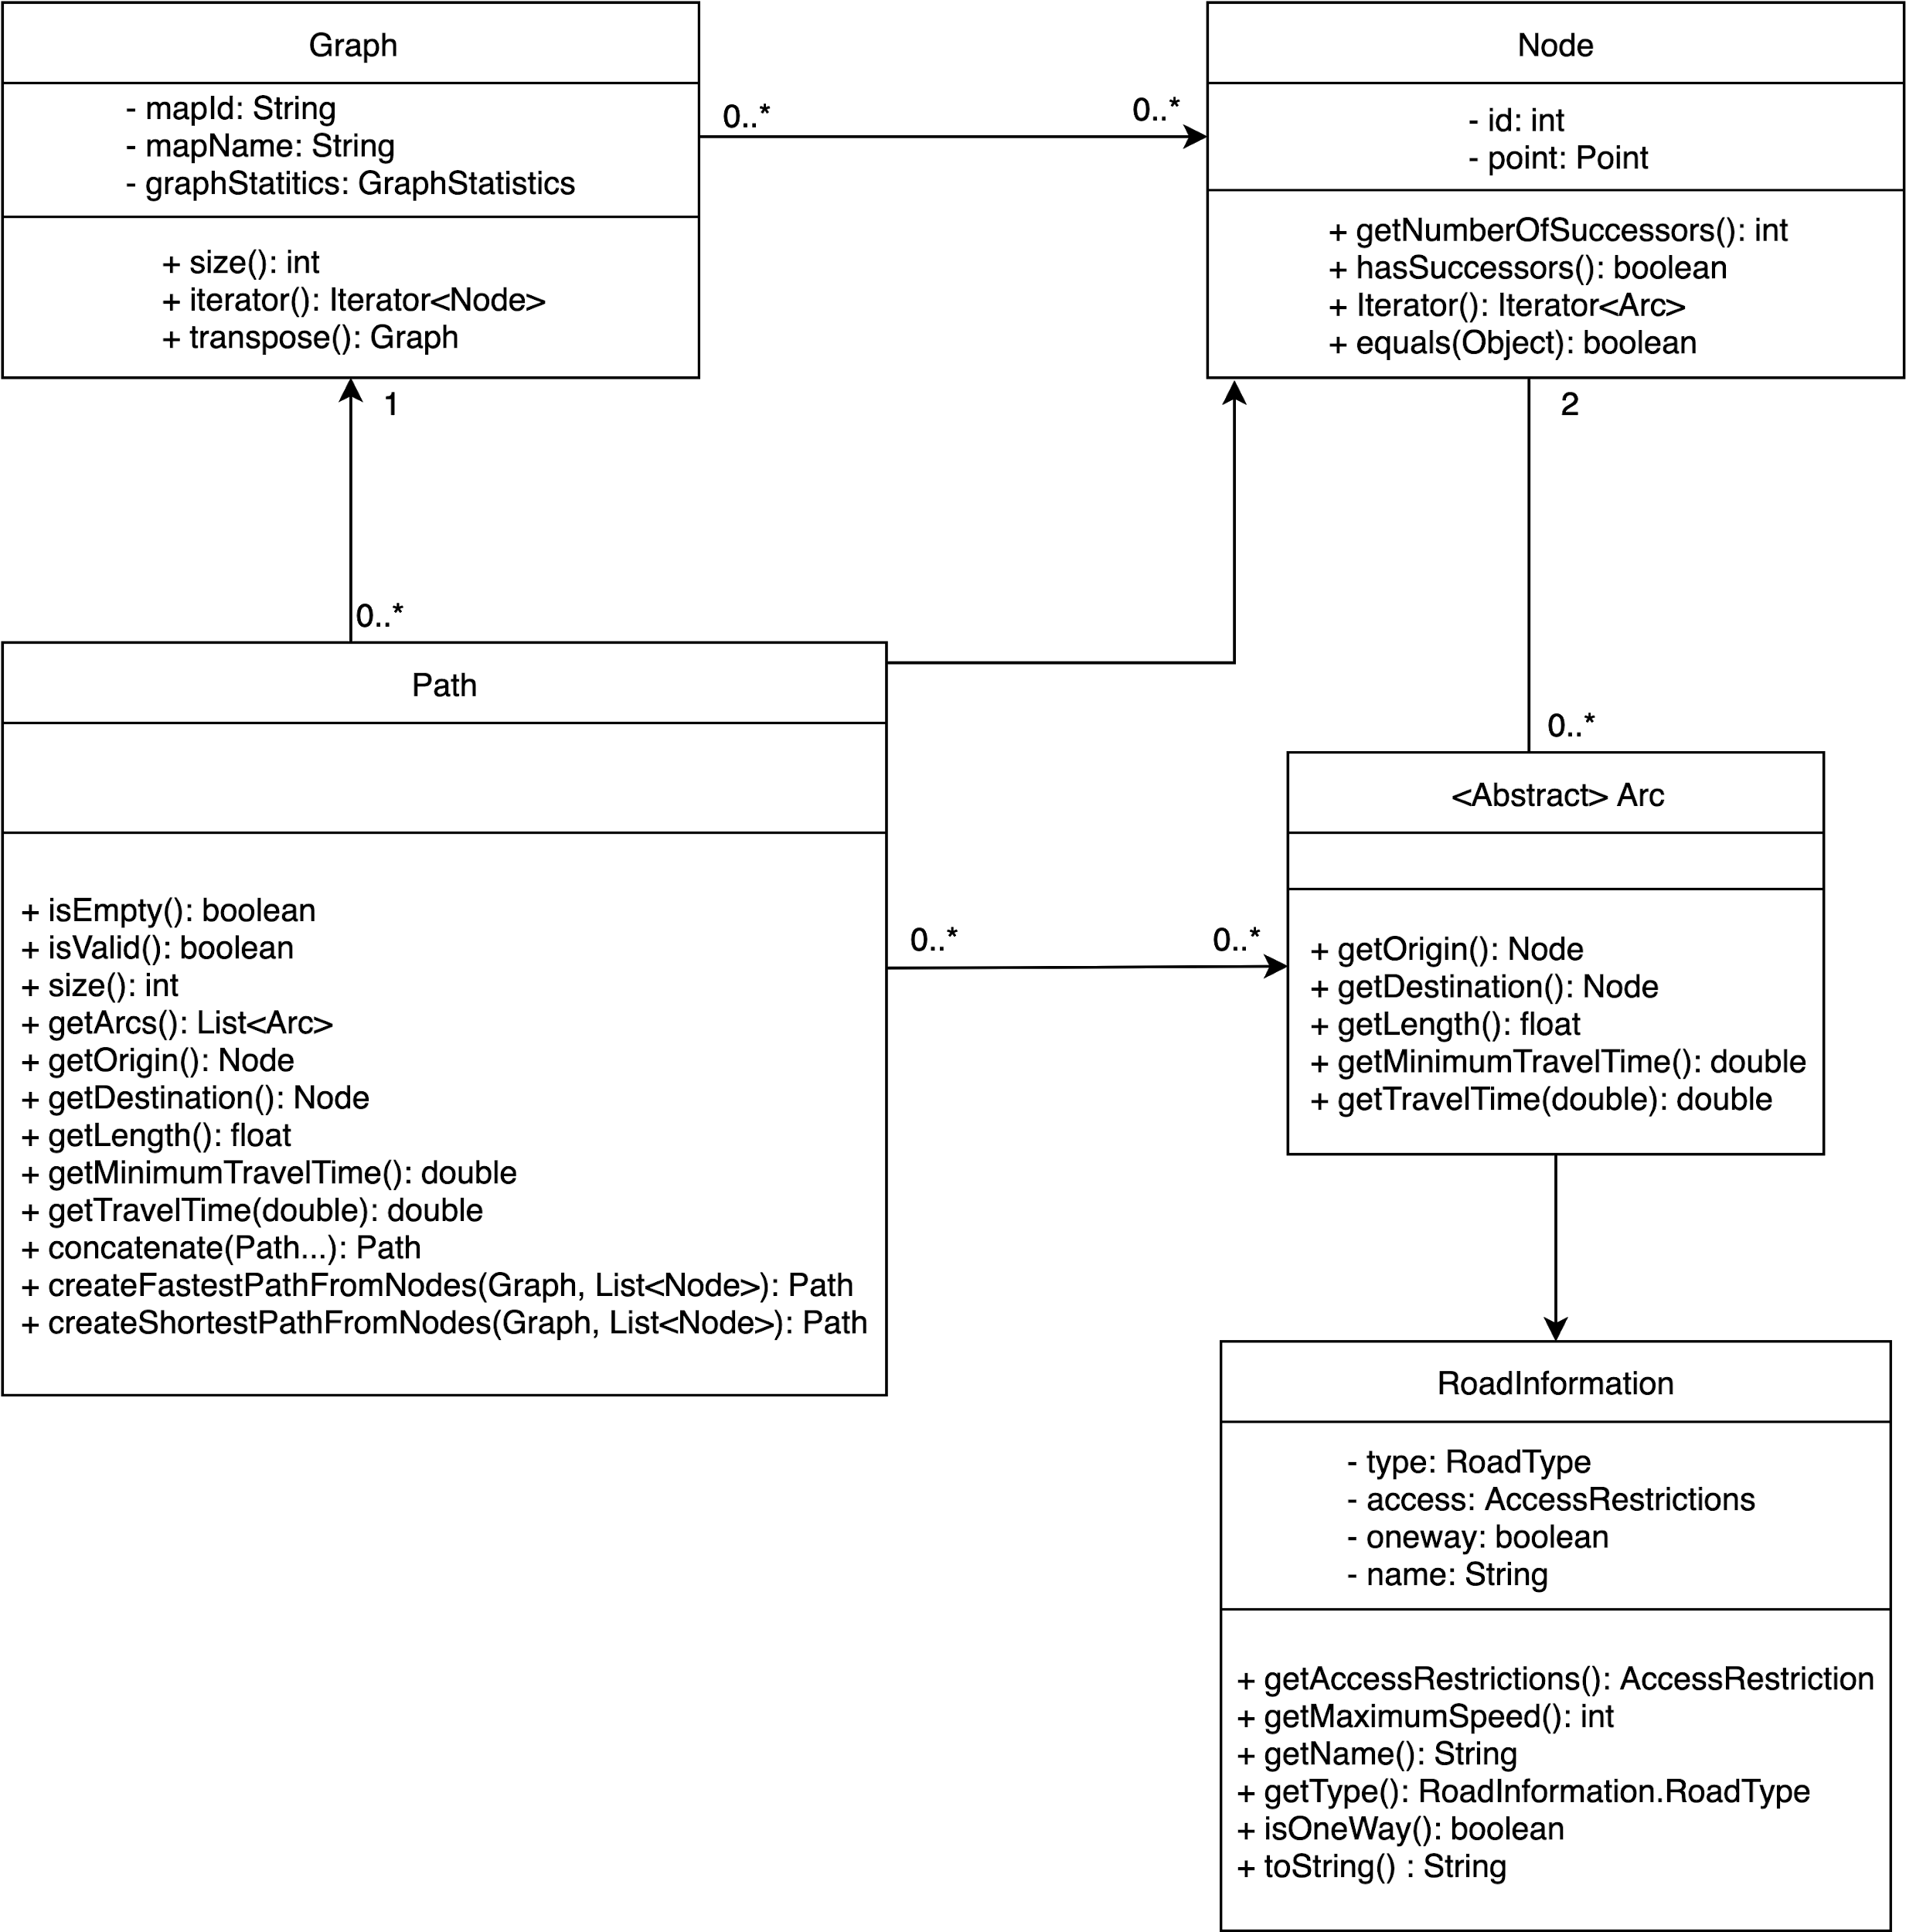 Graph
- mapId: String
- mapName: String
- graphStatitics: GraphStatistics
+ size(): int
+ iterator(): Iterator<Node>
+ transpose(): Graph
0..*
0..*
Node
- id: int
- point: Point
+ getNumberOfSuccessors(): int
+ hasSuccessors(): boolean
+ Iterator(): Iterator<Arc>
+ equals(Object): boolean
1
2
0..*
Path
+ isEmpty(): boolean
+ isValid(): boolean
+ size(): int
+ getArcs(): List<Arc>
+ getOrigin(): Node
+ getDestination(): Node
+ getLength(): float
+ getMinimumTravelTime(): double
+ getTravelTime(double): double
+ concatenate(Path...): Path
+ createFastestPathFromNodes(Graph, List<Node>): Path
+ createShortestPathFromNodes(Graph, List<Node>): Path
0..*
0..*
0..*
<Abstract> Arc
+ getOrigin(): Node
+ getDestination(): Node
+ getLength(): float
+ getMinimumTravelTime(): double
+ getTravelTime(double): double
RoadInformation
- type: RoadType
- access: AccessRestrictions
- oneway: boolean
- name: String
+ getAccessRestrictions(): AccessRestriction
+ getMaximumSpeed(): int
+ getName(): String
+ getType(): RoadInformation.RoadType
+ isOneWay(): boolean
+ toString() : String